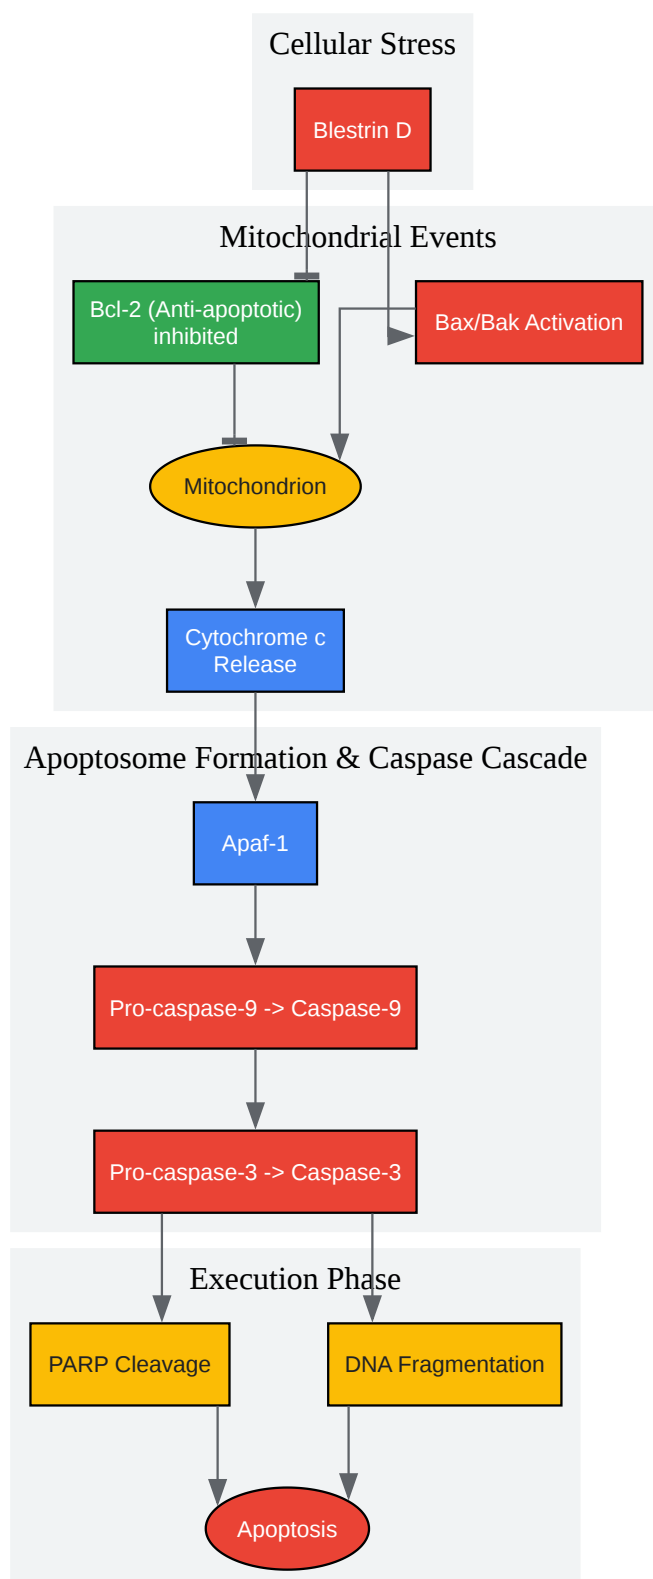 Cellular Stress
Blestrin D
Mitochondrial Events
Bcl-2 (Anti-apoptotic)
inhibited
Bax/Bak Activation
Mitochondrion
Cytochrome c
Release
Apoptosome Formation & Caspase Cascade
Apaf-1
Pro-caspase-9 -> Caspase-9
Pro-caspase-3 -> Caspase-3
Execution Phase
PARP Cleavage
DNA Fragmentation
Apoptosis